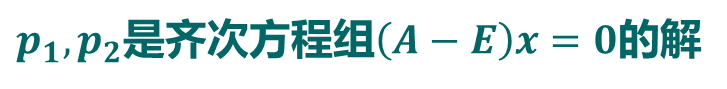 p₁,p₂是齐次方程组(A − E)x = 0的解